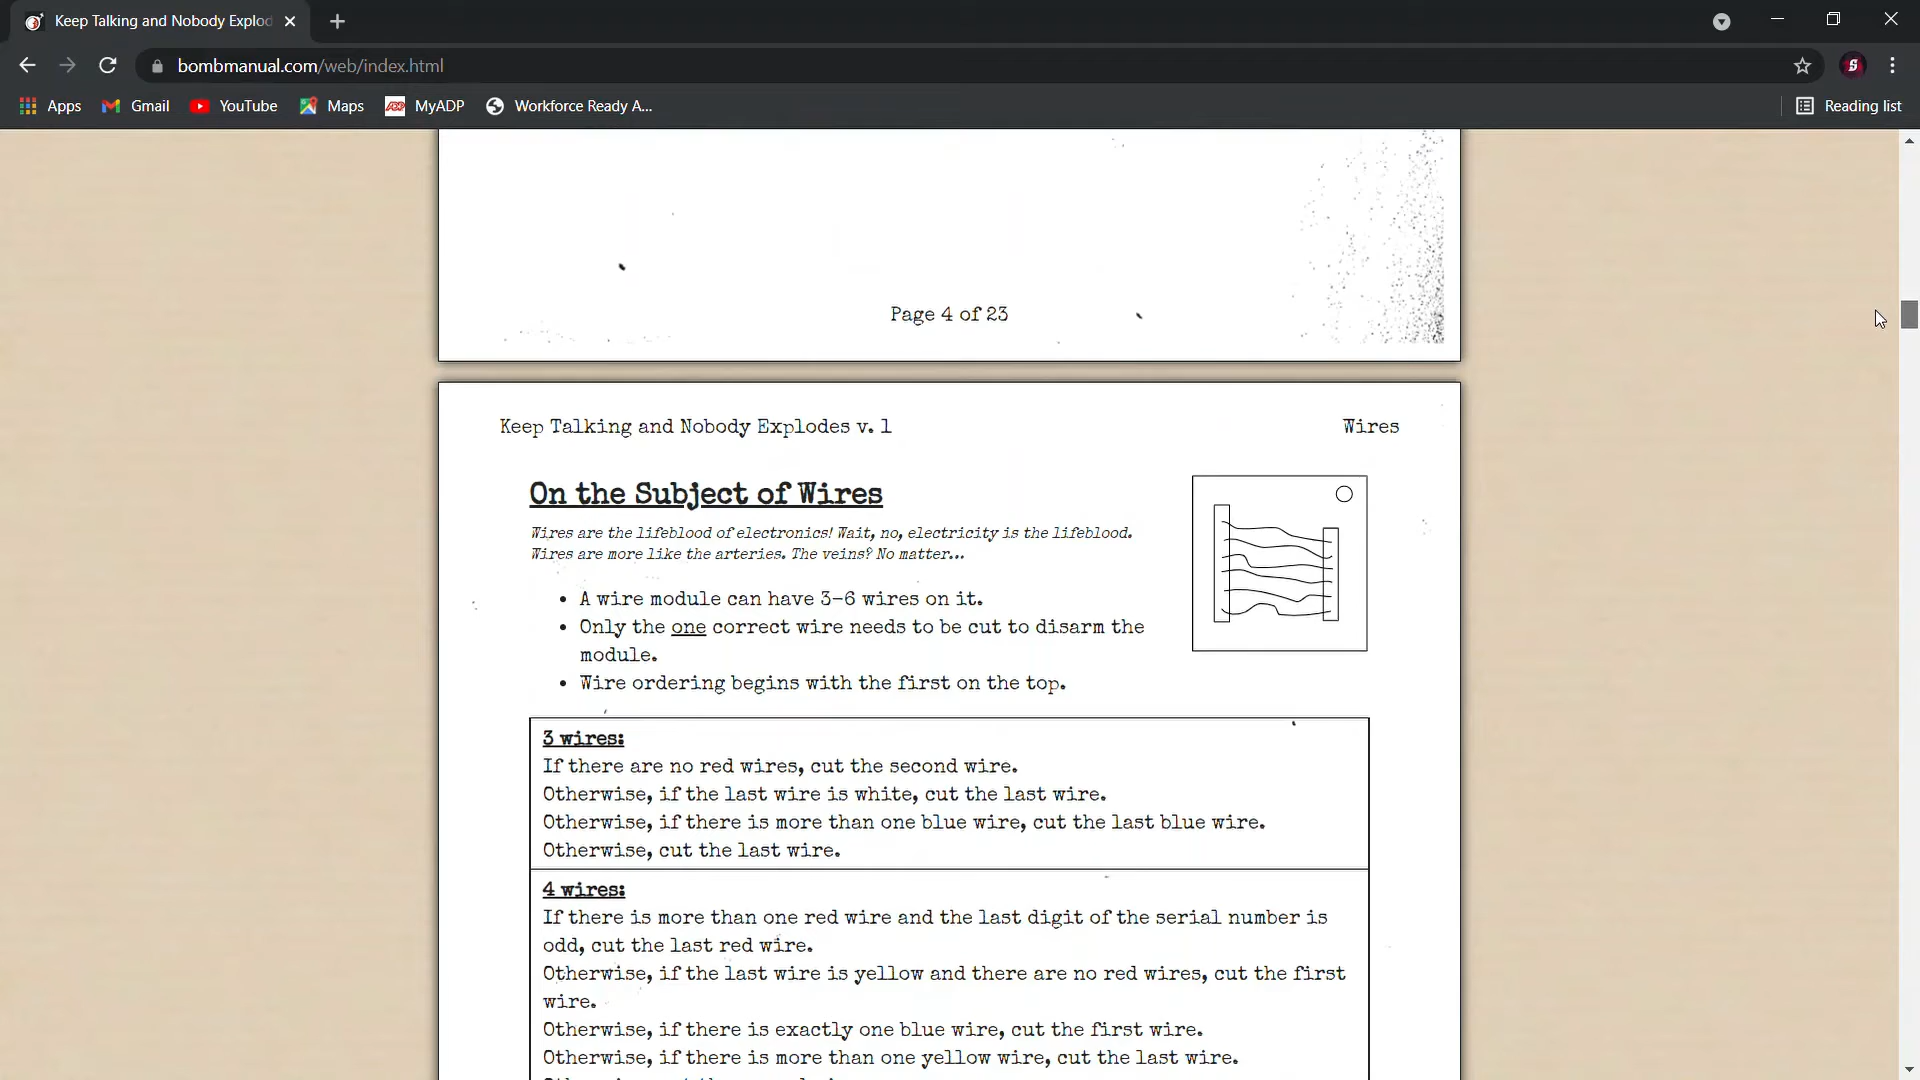 Keep Talking and Nobody Explod
bombmanual.com/web/index.html
Apps
Gmail
YouTube
Maps
MyADP
Workforce Ready A...
Reading list
Page 4 of 23
Keep Talking and Nobody Explodes v. 1
Wires
On the Subject of Wires
Wires are the lifeblood of electronics! Wait, no, electricity is the lifeblood.
Wires are more like the arteries. The veins? No matter...
• A wire module can have 3-6 wires on it.
• Only the one correct wire needs to be cut to disarm the
module.
• Wire ordering begins with the first on the top.
3 wires:
If there are no red wires, cut the second wire.
Otherwise, if the last wire is white, cut the last wire.
Otherwise, if there is more than one blue wire, cut the last blue wire.
Otherwise, cut the last wire.
4 wires:
If there is more than one red wire and the last digit of the serial number is
odd, cut the last red wire.
Otherwise, if the last wire is yellow and there are no red wires, cut the first
wire.
Otherwise, if there is exactly one blue wire, cut the first wire.
Otherwise, if there is more than one yellow wire, cut the last wire.